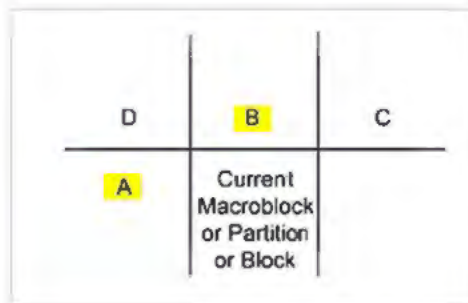 D B C
A Current
Macroblock
or Partition
or Block